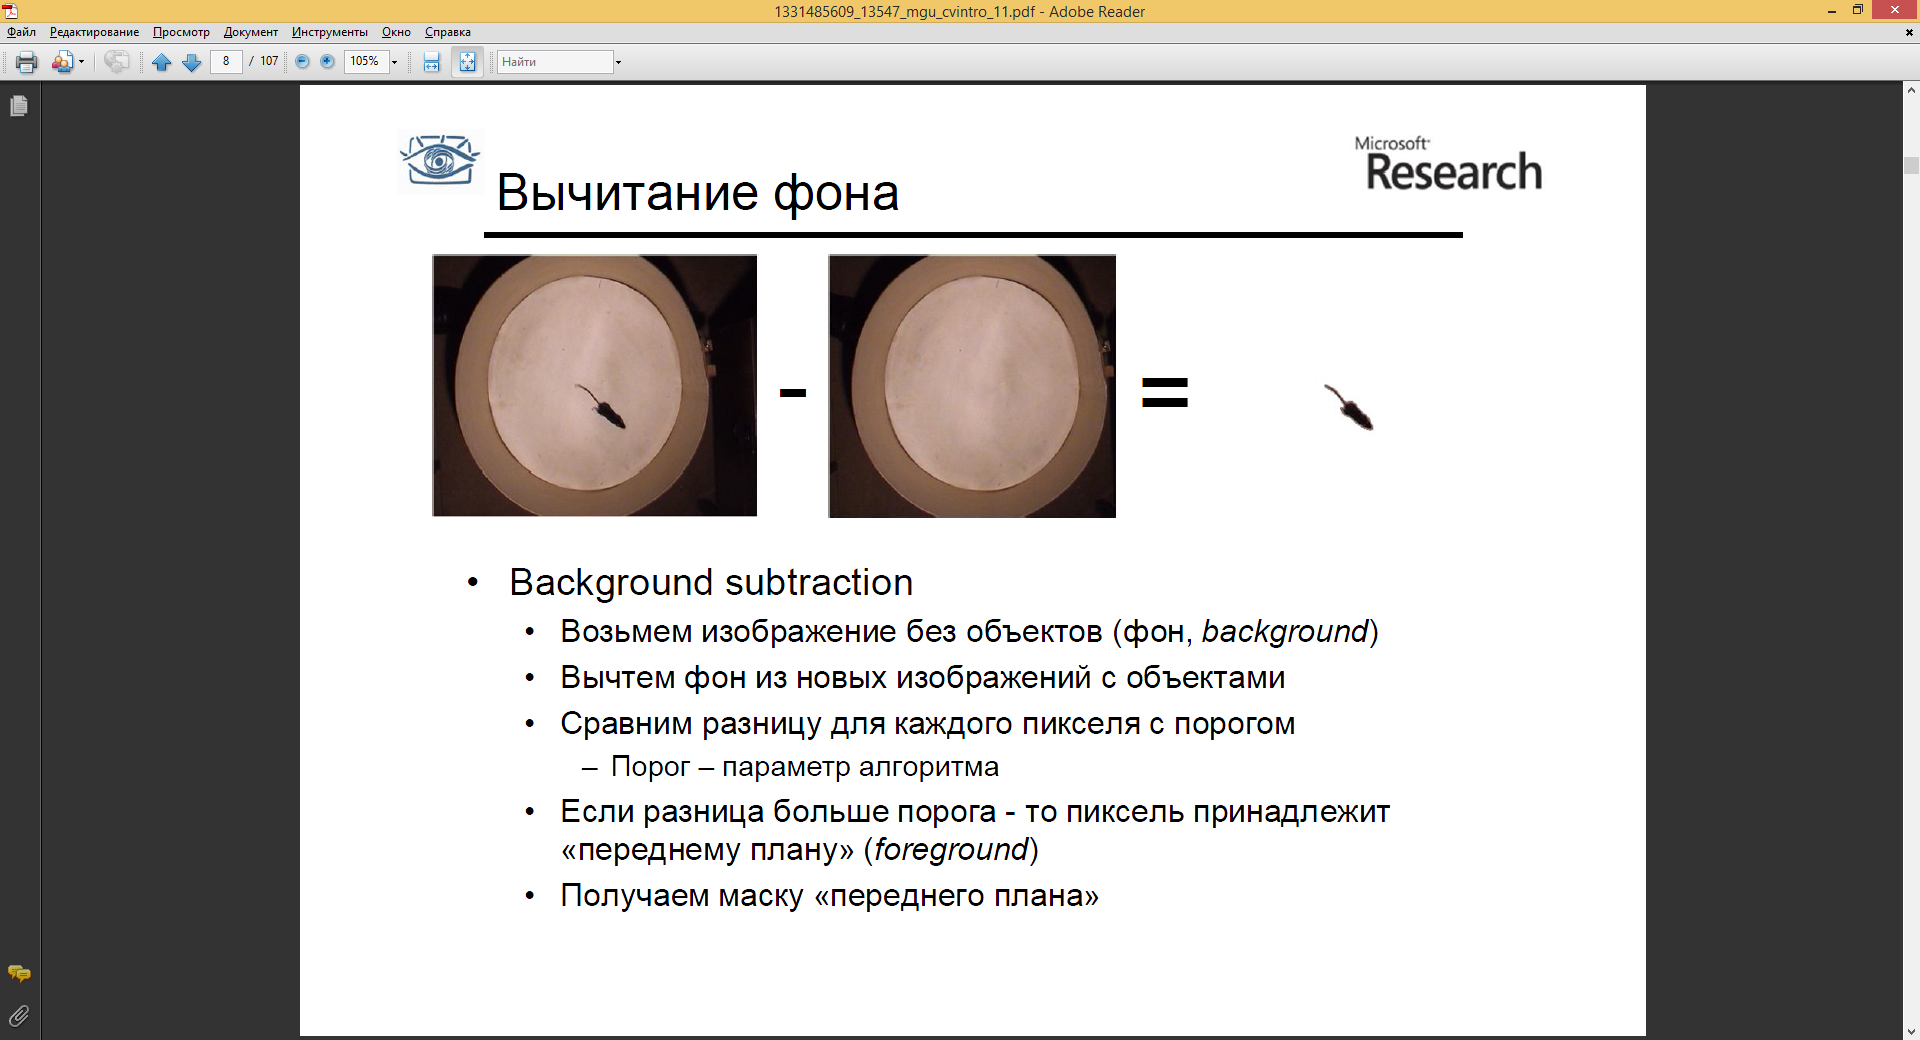 1331485609_13547_mgu_cvintro_11.pdf - Adobe Reader
Файл Редактирование Просмотр Документ Инструменты Окно Справка
8 / 107 105% Найти
Microsoft
Research
Вычитание фона
- =
• Background subtraction
• Возьмем изображение без объектов (фон, background)
• Вычтем фон из новых изображений с объектами
• Сравним разницу для каждого пикселя с порогом
– Порог – параметр алгоритма
• Если разница больше порога - то пиксель принадлежит
«переднему плану» (foreground)
• Получаем маску «переднего плана»